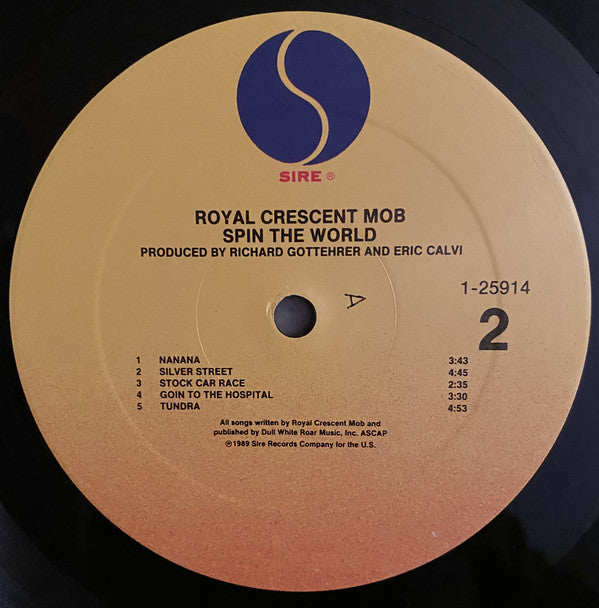 SIRE ®
ROYAL CRESCENT MOB
SPIN THE WORLD
PRODUCED BY RICHARD GOTTEHRER AND ERIC CALVI
1-25914
A
2
1 NANANA 3:43
2 SILVER STREET 4:45
3 STOCK CAR RACE 2:35
4 GOIN TO THE HOSPITAL 3:30
5 TUNDRA 4:53
All songs written by Royal Crescent Mob and
published by Dull White Roar Music, Inc. ASCAP
℗1989 Sire Records Company for the U.S.